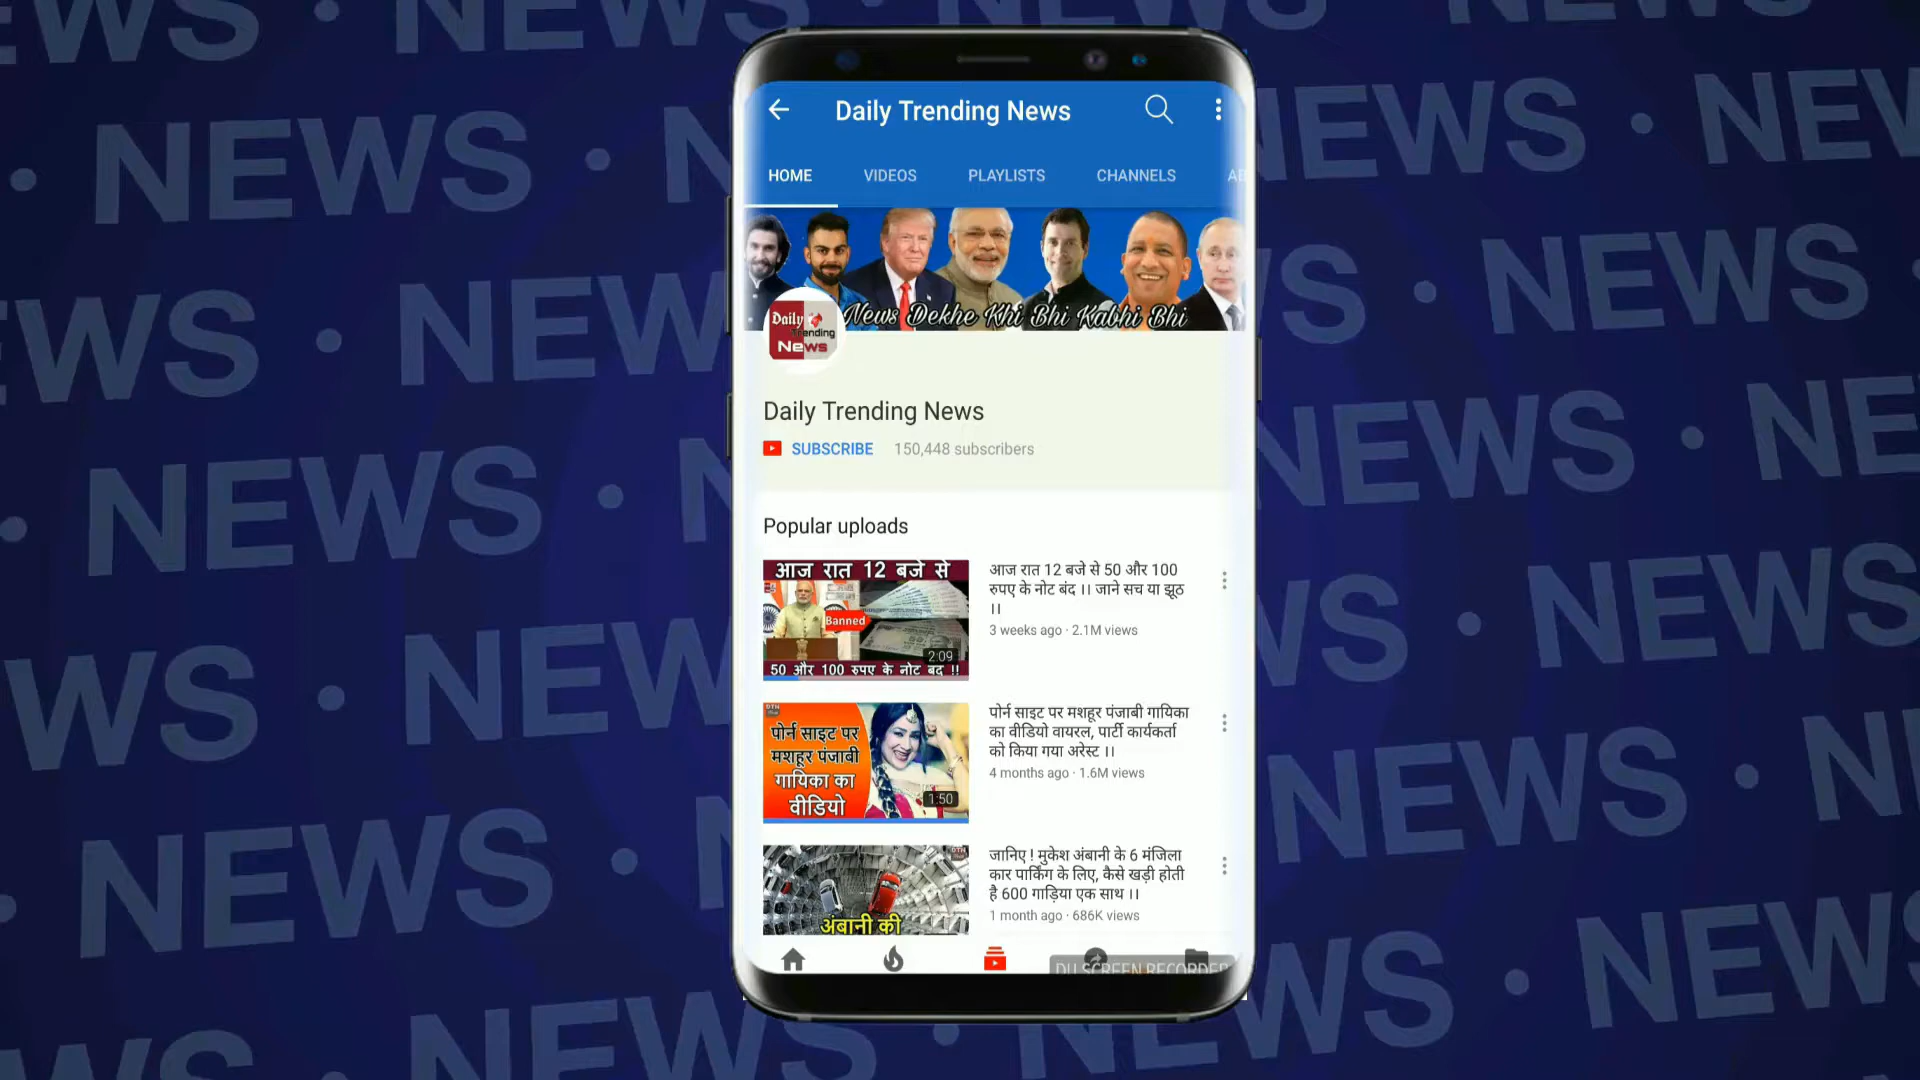 NEWS
Daily Trending News
HOME VIDEOS PLAYLISTS CHANNELS
News Dekhe Khi Bhi Kabhi Bhi
Daily
Trending
News
Daily Trending News
SUBSCRIBE 150,448 subscribers
Popular uploads
आज रात 12 बजे से
Banned
2:09
50 और 100 रुपए के नोट बंद !!
आज रात 12 बजे से 50 और 100
रुपए के नोट बंद ।। जाने सच या झूठ
।।
3 weeks ago · 2.1M views
DTN
पोर्न साइट पर
मशहूर पंजाबी
गायिका का
वीडियो
1:50
पोर्न साइट पर मशहूर पंजाबी गायिका
का वीडियो वायरल, पार्टी कार्यकर्ता
को किया गया अरेस्ट ।।
4 months ago · 1.6M views
DTN
अंबानी की
जानिए ! मुकेश अंबानी के 6 मंजिला
कार पार्किंग के लिए, कैसे खड़ी होती
है 600 गाड़िया एक साथ ।।
1 month ago · 686K views
DU SCREEN RECORDER